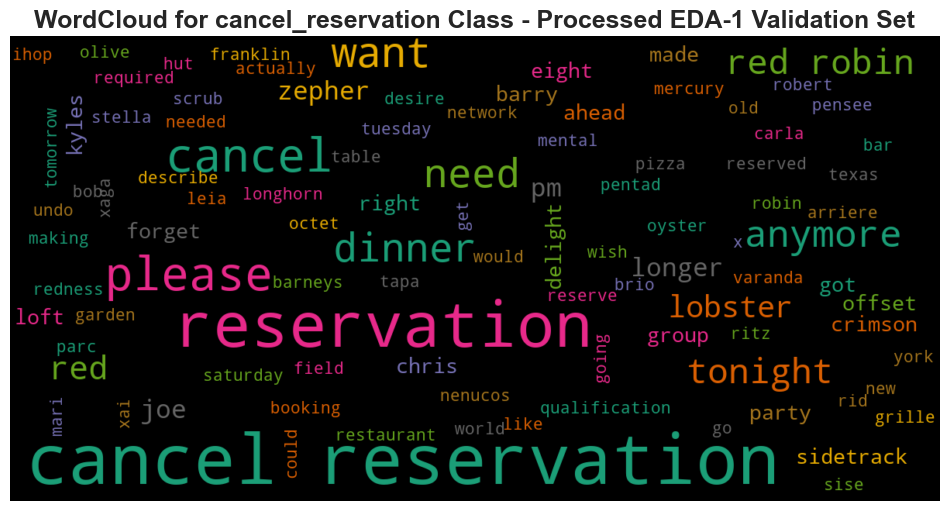 WordCloud for cancel_reservation Class - Processed EDA-1 Validation Set
ihop
olive
hut
franklin
want
made
red robin
required
actually
zepher
eight
mercury
robert
scrub
desire
barry
network
ahead
old
pensee
tomorrow
kyles
stella
needed
tuesday
mental
carla
bar
cancel
table
need
pizza
reserved
texas
bob
xaga
describe
leia
longhorn
pm
pentad
undo
octet
right
get
delight
robin
arriere
making
forget
dinner
would
wish
oyster
x
anymore
redness
please
barneys
tapa
longer
brio
varanda
got
reserve
loft
garden
reservation
lobster
offset
crimson
parc
group
ritz
red
saturday
field
chris
going
tonight
york
new
mari
xai
joe
booking
nenucos
qualification
party
rid
grille
could
restaurant
world
like
go
cancel reservation
sidetrack
sise